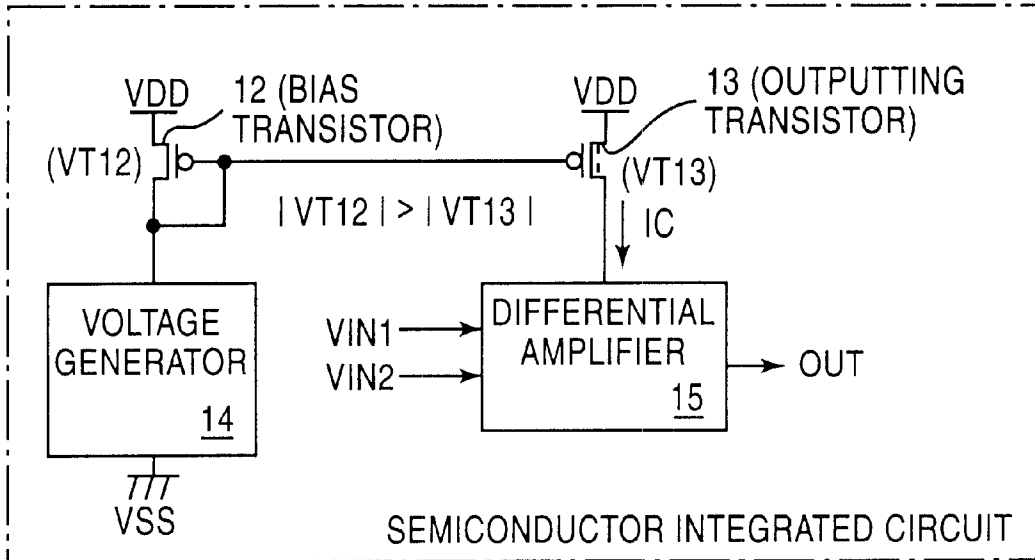 VDD
12 (BIAS
TRANSISTOR)
(VT12)
VDD
13 (OUTPUTTING
TRANSISTOR)
(VT13)
| VT12 | > | VT13 |
IC
VOLTAGE
GENERATOR
14
VSS
VIN1
VIN2
DIFFERENTIAL
AMPLIFIER
15
OUT
SEMICONDUCTOR INTEGRATED CIRCUIT